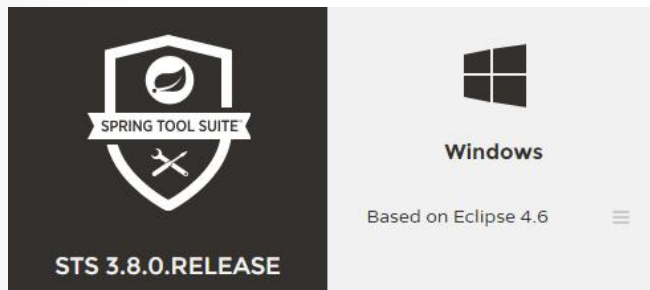 SPRING TOOL SUITE
STS 3.8.0.RELEASE
Windows
Based on Eclipse 4.6